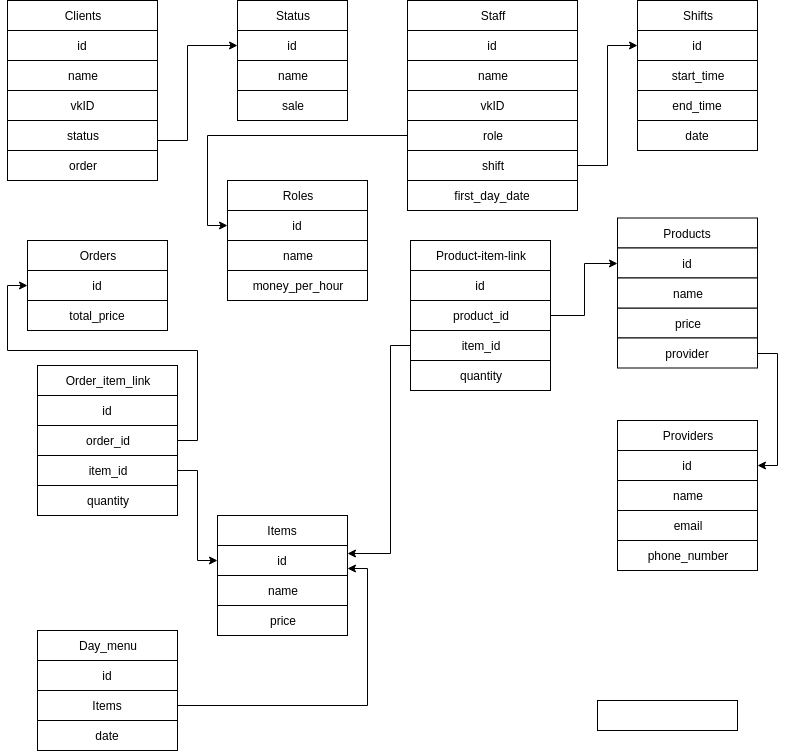 Clients
id
name
vkID
status
order
Status
id
name
sale
Staff
id
name
vkID
role
shift
first_day_date
Shifts
id
start_time
end_time
date
Roles
id
name
money_per_hour
Orders
id
total_price
Product-item-link
id
product_id
item_id
quantity
Products
id
name
price
provider
Order_item_link
id
order_id
item_id
quantity
Providers
id
name
email
phone_number
Items
id
name
price
Day_menu
id
Items
date